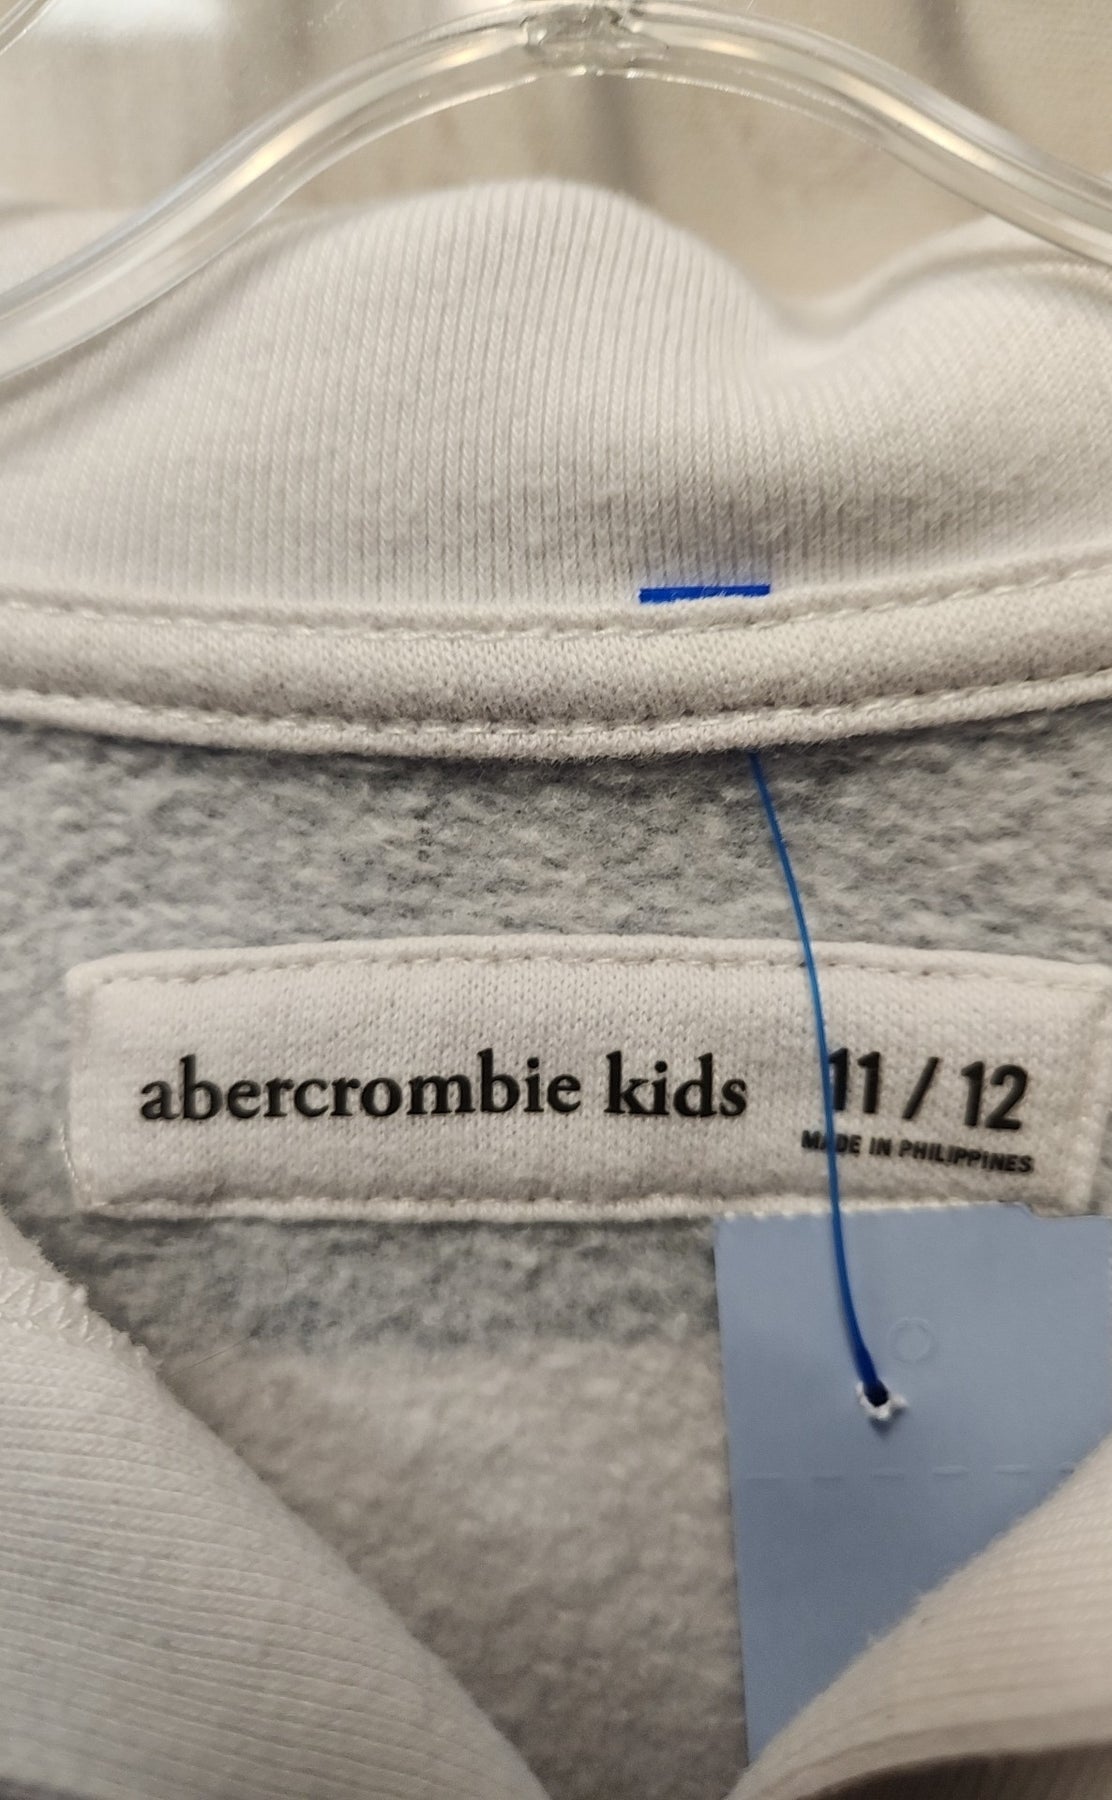 abercrombie kids 11 / 12
MADE IN PHILIPPINES